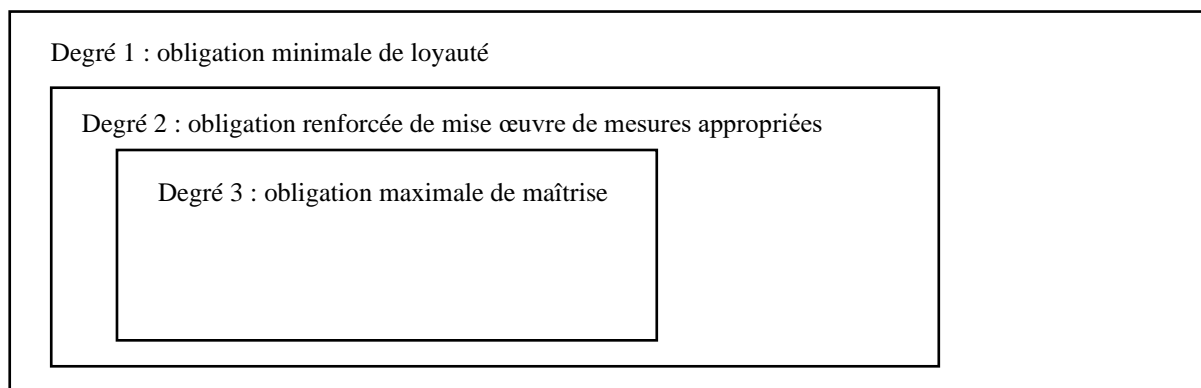 Degré 1 : obligation minimale de loyauté
Degré 2 : obligation renforcée de mise œuvre de mesures appropriées
Degré 3 : obligation maximale de maîtrise